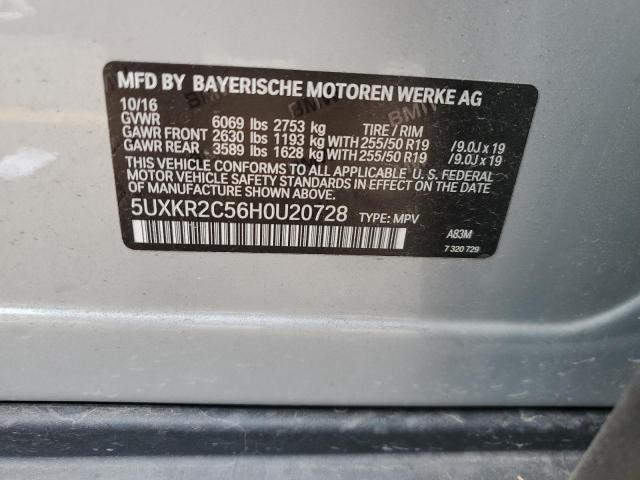 MFD BY BAYERISCHE MOTOREN WERKE AG
10/16
GVWR 6069 lbs 2753 kg TIRE / RIM
GAWR FRONT 2630 lbs 1193 kg WITH 255/50 R19 /9.0J x 19
GAWR REAR 3589 lbs 1628 kg WITH 255/50 R19 /9.0J x 19
THIS VEHICLE CONFORMS TO ALL APPLICABLE U. S. FEDERAL
MOTOR VEHICLE SAFETY STANDARDS IN EFFECT ON THE DATE
OF MANUFACTURE SHOWN ABOVE.
5UXKR2C56H0U20728 TYPE: MPV
A83M
7 320 729